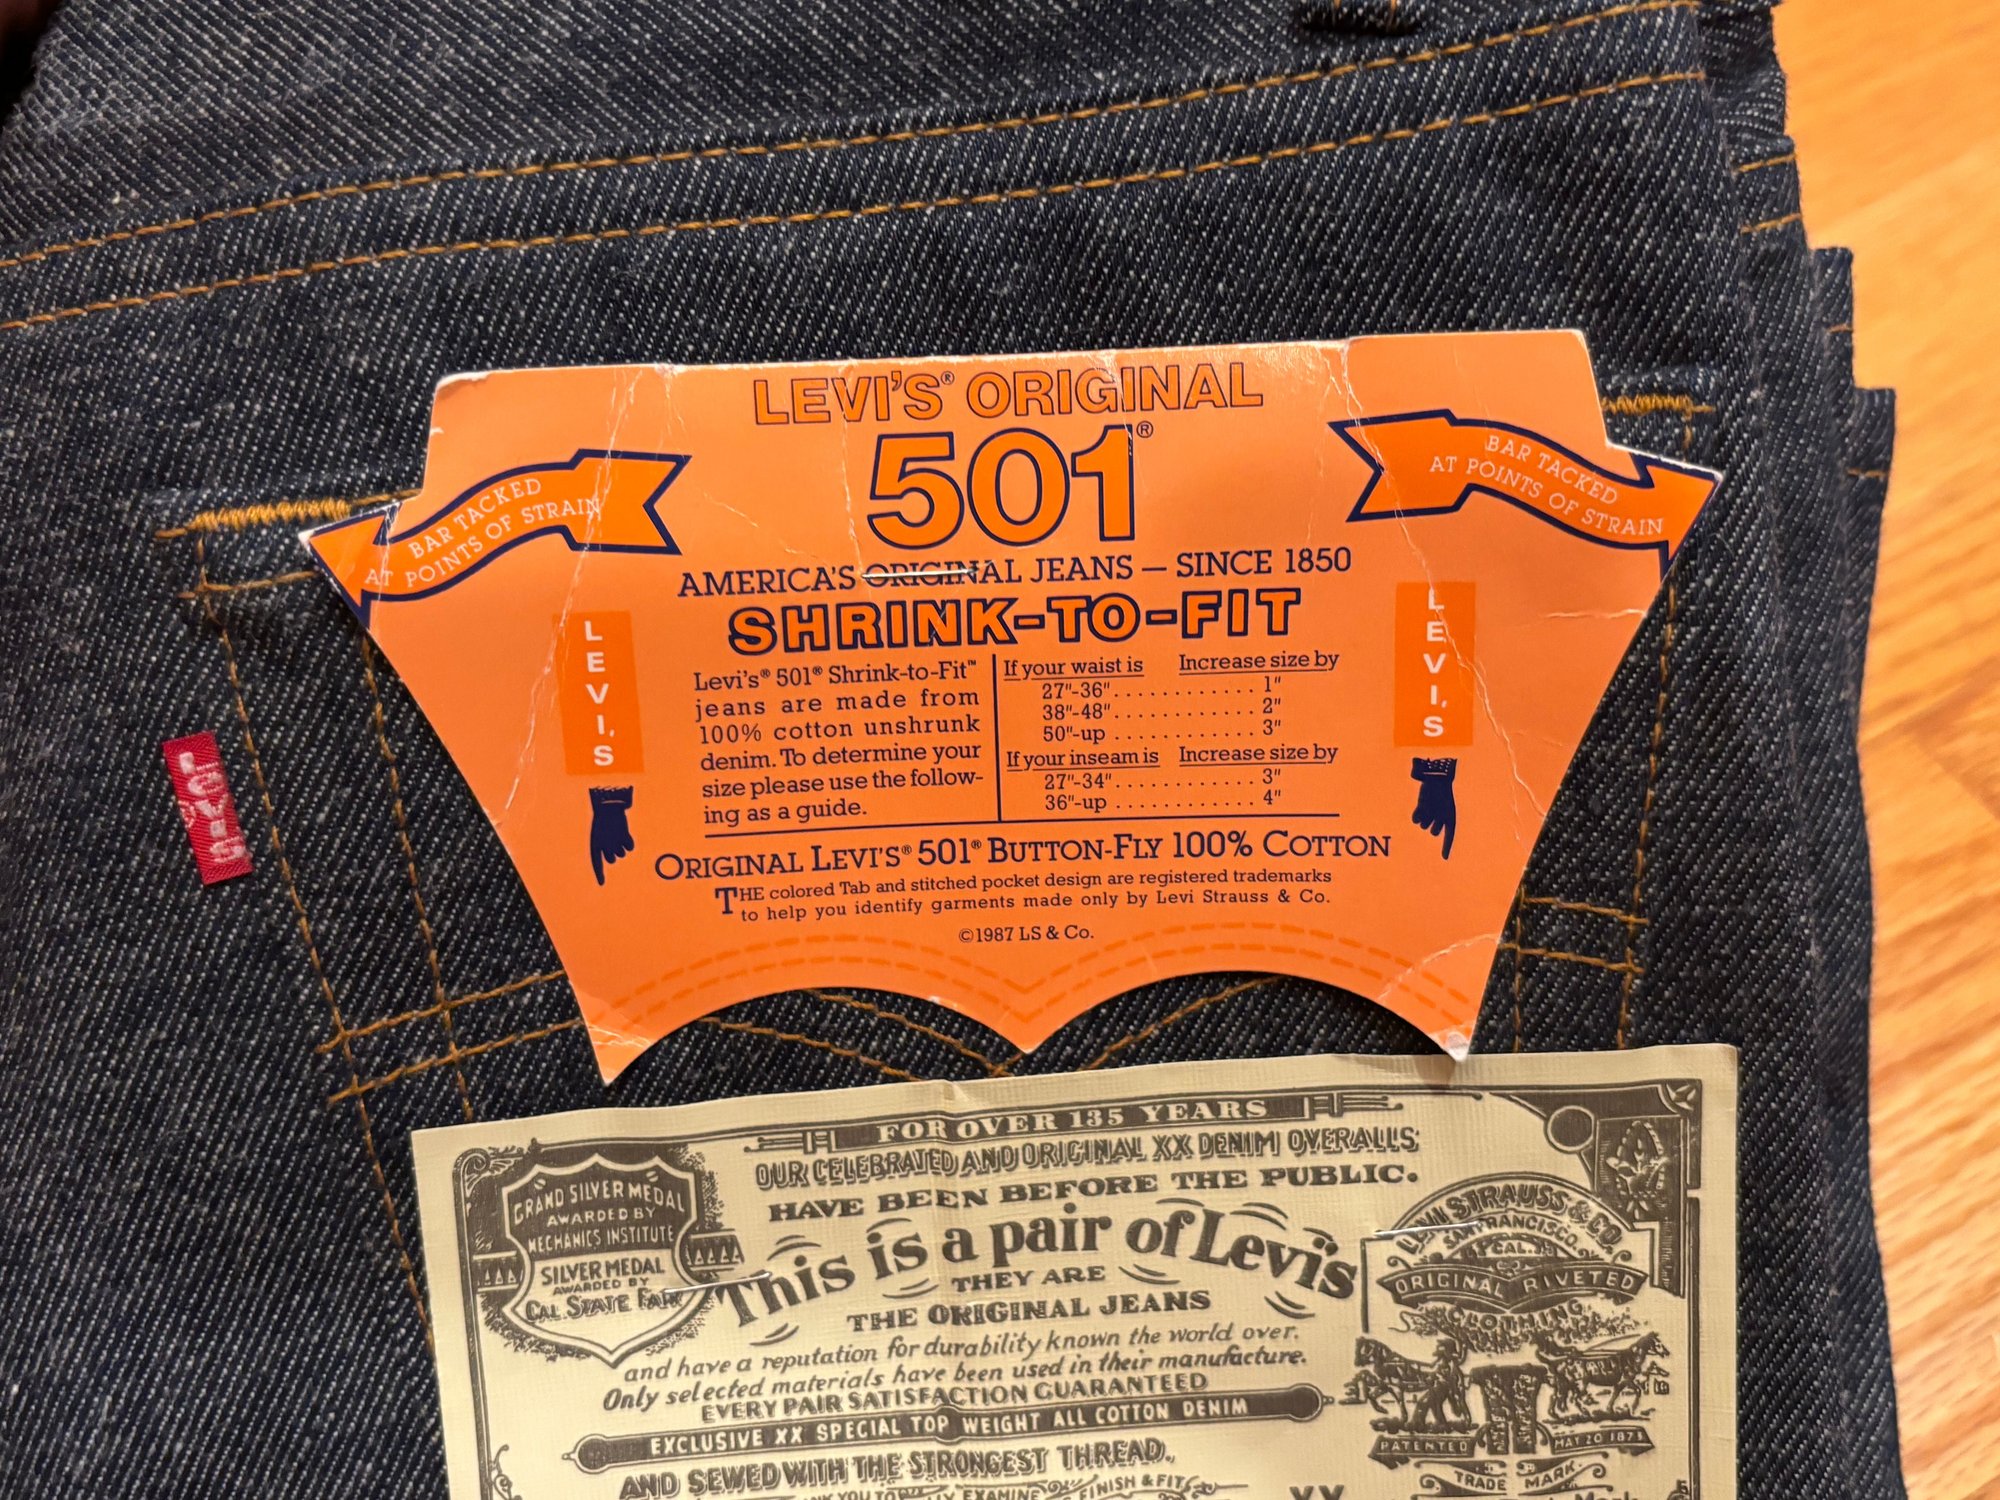 LEVI'S® ORIGINAL
501®
BAR TACKED
AT POINTS OF STRAIN
BAR TACKED
AT POINTS OF STRAIN
AMERICA'S ORIGINAL JEANS — SINCE 1850
SHRINK-TO-FIT
LEVI'S
LEVI'S
Levi's® 501® Shrink-to-Fit™
jeans are made from
100% cotton unshrunk
denim. To determine your
size please use the follow-
ing as a guide.
If your waist is Increase size by
27"-36" . . . . . . . . . . . . 1"
38"-48" . . . . . . . . . . . . 2"
50"-up . . . . . . . . . . . . 3"
If your inseam is Increase size by
27"-34" . . . . . . . . . . . . 3"
36"-up . . . . . . . . . . . . 4"
ORIGINAL LEVI'S® 501® BUTTON-FLY 100% COTTON
THE colored Tab and stitched pocket design are registered trademarks
to help you identify garments made only by Levi Strauss & Co.
©1987 LS & Co.
LEVI'S
FOR OVER 135 YEARS
OUR CELEBRATED AND ORIGINAL XX DENIM OVERALLS
HAVE BEEN BEFORE THE PUBLIC.
This is a pair of Levi's
THEY ARE
THE ORIGINAL JEANS
for durability known the world over.
and have a reputation
Only selected materials have been used in their manufacture.
EVERY PAIR SATISFACTION GUARANTEED
EXCLUSIVE XX SPECIAL TOP WEIGHT ALL COTTON DENIM
AND SEWED WITH THE STRONGEST THREAD.
EXAMINE FINISH & FIT
XX
GRAND SILVER MEDAL
AWARDED BY
MECHANICS INSTITUTE
SILVER MEDAL
AWARDED BY
CAL. STATE FAIR
LEVI STRAUSS & CO.
SAN FRANCISCO.
CAL.
ORIGINAL RIVETED
CLOTHING
PATENTED
MAY 20 1873
TRADE MARK.